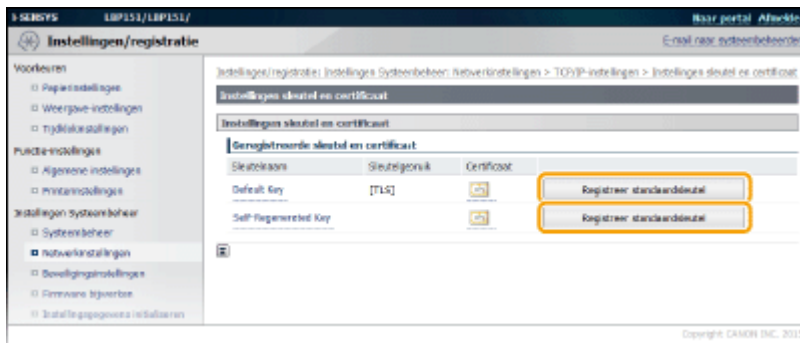 i-SENSYS LBP151/LBP151/ Naar portal Afmelde
Instellingen/registratie E-mail naar systeembeheerder
Voorkeuren
Papierinstellingen
Weergave-instellingen
Tijdklokinstellingen
Functie-instellingen
Algemene instellingen
Printerinstellingen
Instellingen Systeembeheer
Systeembeheer
Netwerkinstellingen
Beveiligingsinstellingen
Firmware bijwerken
Instellingsgegevens initialiseren
Instellingen/registratie: Instellingen Systeembeheer: Netwerkinstellingen > TCP/IP-instellingen > Instellingen sleutel en certificaat
Instellingen sleutel en certificaat
Instellingen sleutel en certificaat
Geregistreerde sleutel en certificaat
Sleutelnaam Sleutelgebruik Certificaat
Default Key [TLS] Registreer standaardsleutel
Self-Regenerated Key Registreer standaardsleutel
Copyright CANON INC. 2015